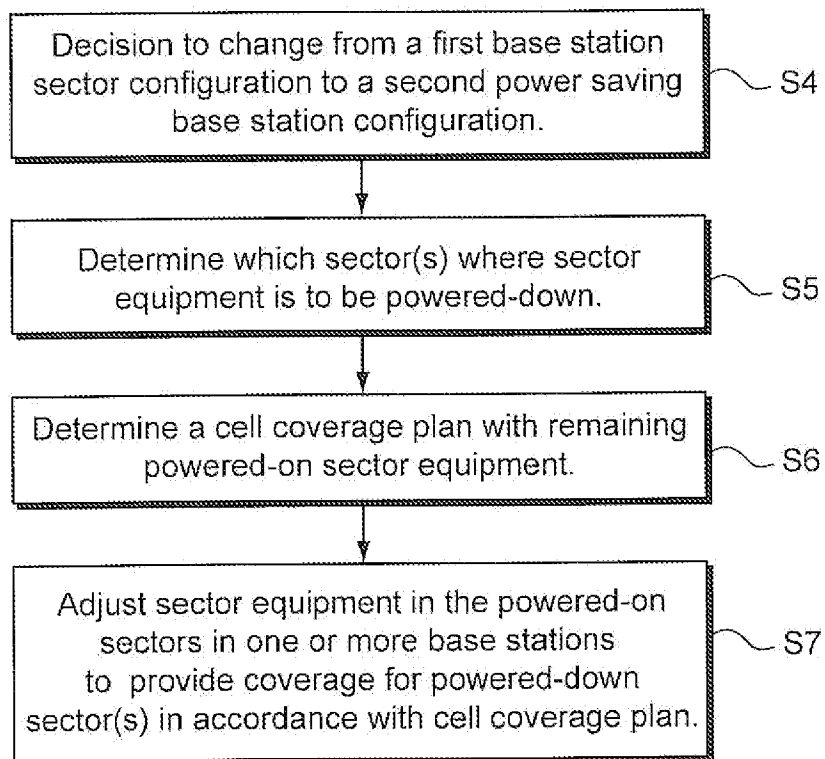 Decision to change from a first base station
sector configuration to a second power saving
base station configuration.
S4
Determine which sector(s) where sector
equipment is to be powered-down.
S5
Determine a cell coverage plan with remaining
powered-on sector equipment.
S6
Adjust sector equipment in the powered-on
sectors in one or more base stations
to provide coverage for powered-down
sector(s) in accordance with cell coverage plan.
S7